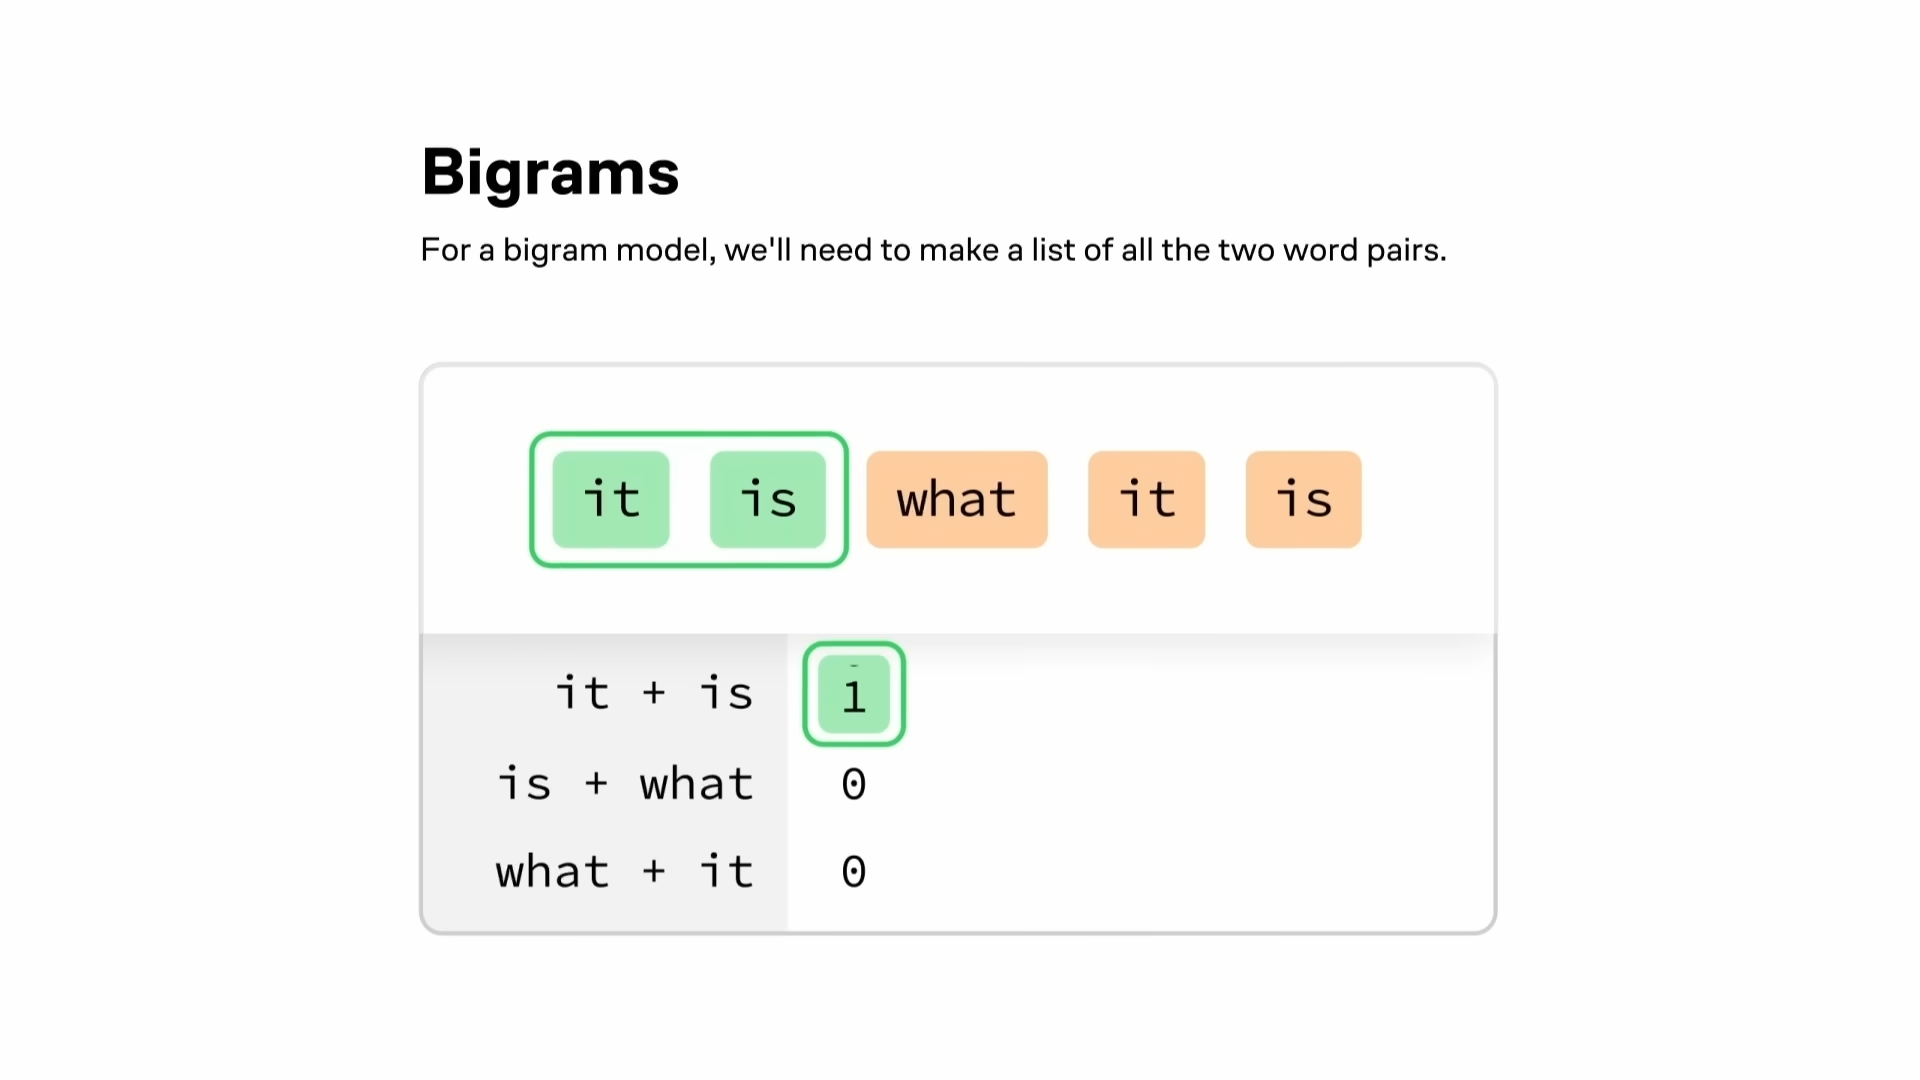 Bigrams
For a bigram model, we'll need to make a list of all the two word pairs.
it is what it is
it + is 1
is + what 0
what + it 0